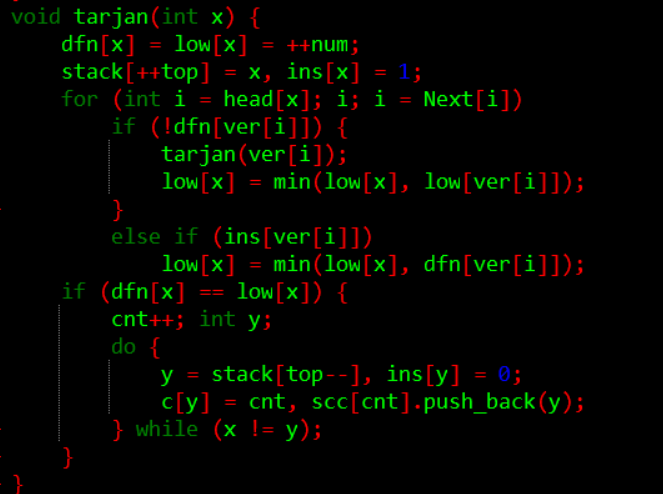 void tarjan(int x) {
    dfn[x] = low[x] = ++num;
    stack[++top] = x, ins[x] = 1;
    for (int i = head[x]; i; i = Next[i])
        if (!dfn[ver[i]]) {
            tarjan(ver[i]);
            low[x] = min(low[x], low[ver[i]]);
        }
        else if (ins[ver[i]])
            low[x] = min(low[x], dfn[ver[i]]);
    if (dfn[x] == low[x]) {
        cnt++; int y;
        do {
            y = stack[top--], ins[y] = 0;
            c[y] = cnt, scc[cnt].push_back(y);
        } while (x != y);
    }
}